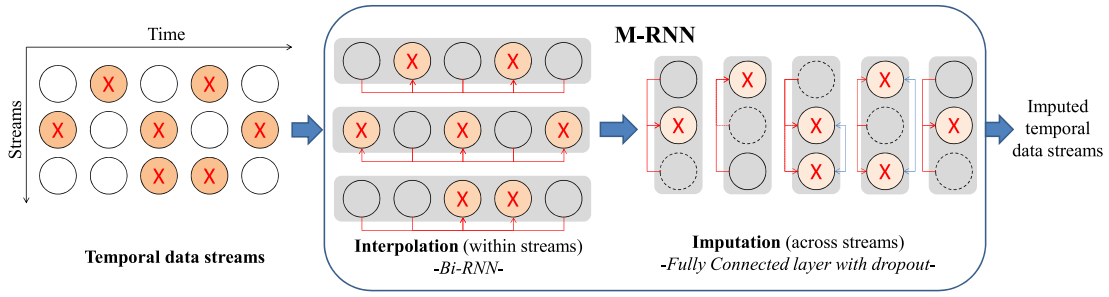 Time
Streams
X X
X X X
X X
Temporal data streams
M-RNN
X X
X X X
X X
Interpolation (within streams)
-Bi-RNN-
X X
X X X
X X
Imputation (across streams)
-Fully Connected layer with dropout-
Imputed
temporal
data streams